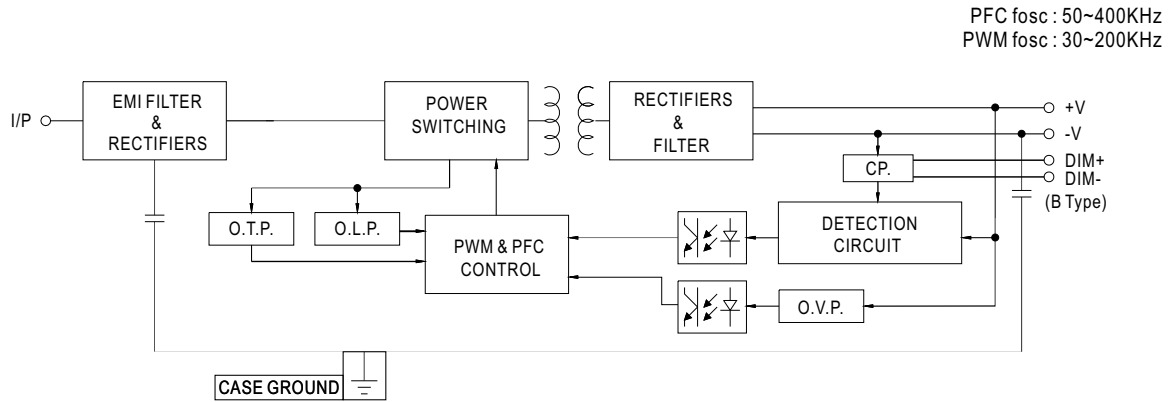 PFC fosc : 50~400KHz
PWM fosc : 30~200KHz
I/P
EMI FILTER
&
RECTIFIERS
POWER
SWITCHING
RECTIFIERS
&
FILTER
+V
-V
DIM+
DIM-
(B Type)
CP.
O.T.P.
O.L.P.
PWM & PFC
CONTROL
DETECTION
CIRCUIT
O.V.P.
CASE GROUND